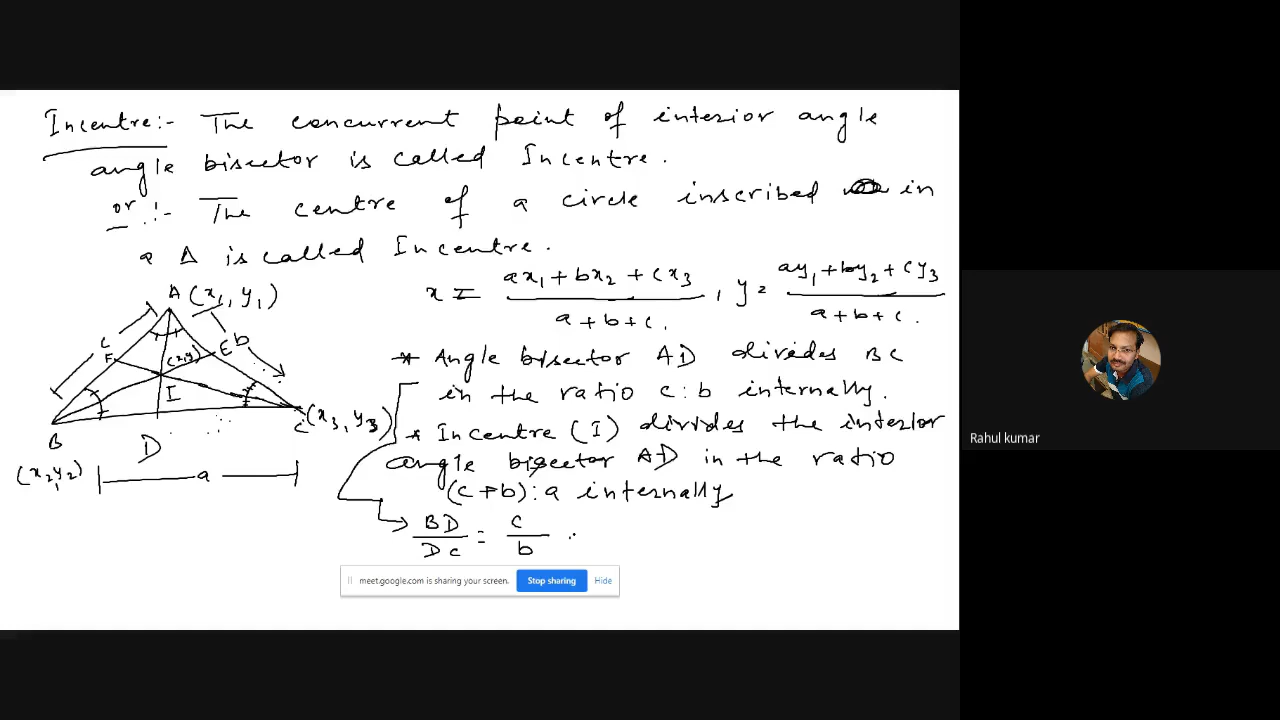 Incentre:- The concurrent point of interior angle
angle bisector is called Incentre.
or :- The centre of a circle inscribed in
a Δ is called Incentre.
x = ax₁ + bx₂ + cx₃ / a + b + c. , y = ay₁ + by₂ + cy₃ / a + b + c.
A (x₁, y₁)
c
b
F
(x,y)
E
I
B
D
C (x₃, y₃)
(x₂, y₂)
a
* Angle bisector AD divides BC
in the ratio c:b internally.
* Incentre (I) divides the interior
angle bisector AD in the ratio
(c+b):a internally
BD / DC = c / b
meet.google.com is sharing your screen.
Stop sharing
Hide
Rahul kumar